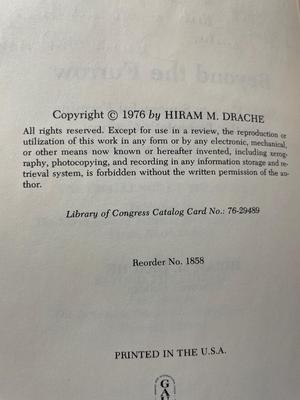 Beyond the Furrow
Copyright © 1976 by HIRAM M. DRACHE
All rights reserved. Except for use in a review, the reproduction or
utilization of this work in any form or by any electronic, mechanical,
or other means now known or hereafter invented, including xerog-
raphy, photocopying, and recording in any information storage and re-
trieval system, is forbidden without the written permission of the au-
thor.
Library of Congress Catalog Card No.: 76-29489
Reorder No. 1858
PRINTED IN THE U.S.A.